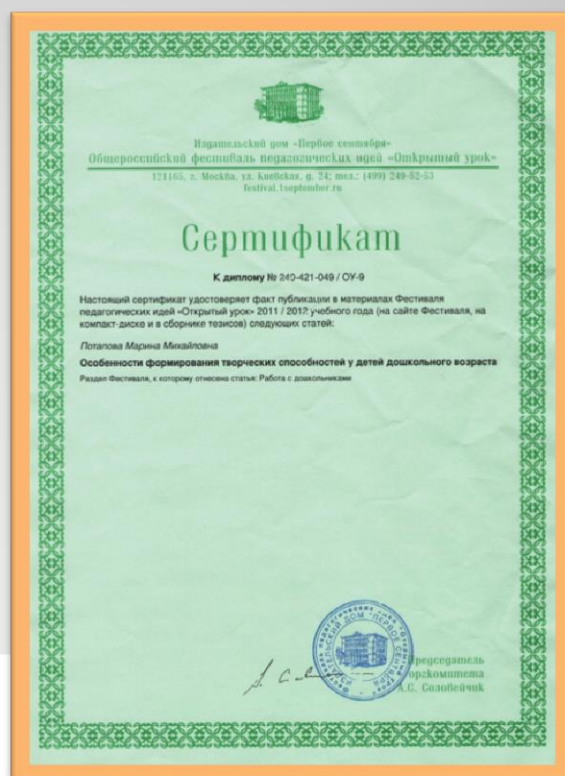 Издательский дом «Первое сентября»
Общероссийский фестиваль педагогических идей «Открытый урок»
121165, г. Москва, ул. Киевская, д. 24; тел.: (499) 249-52-53
festival.1september.ru
Сертификат
К диплому № 240-421-049 / ОУ-9
Настоящий сертификат удостоверяет факт публикации в материалах Фестиваля
педагогических идей «Открытый урок» 2011 / 2012 учебного года (на сайте Фестиваля, на
компакт-диске и в сборнике тезисов) следующих статей:
Потапова Марина Михайловна
Особенности формирования творческих способностей у детей дошкольного возраста
Раздел Фестиваля, к которому отнесена статья: Работа с дошкольниками
Председатель
оргкомитета
А.С. Соловейчик